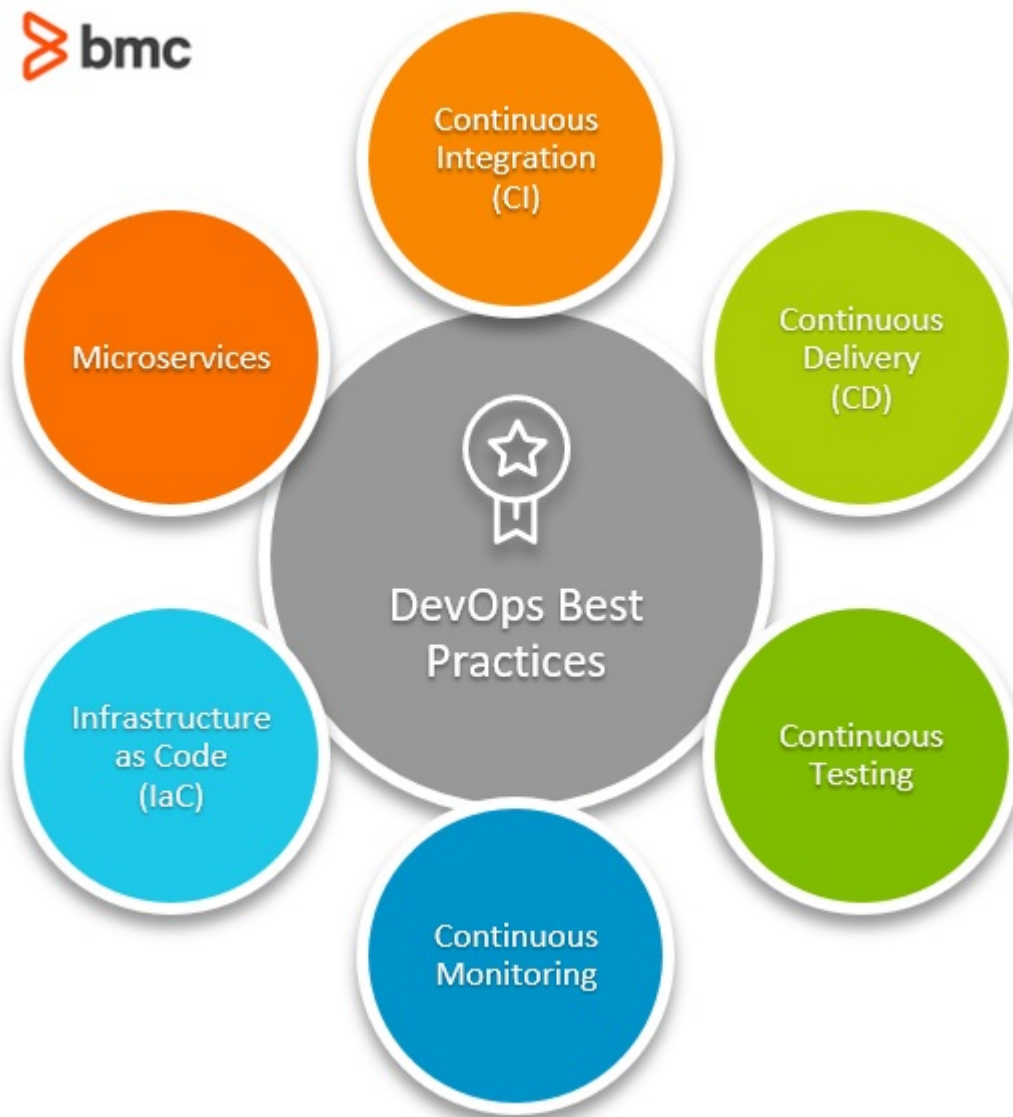 bmc
Continuous
Integration
(CI)
Continuous
Delivery
(CD)
Microservices
DevOps Best
Practices
Continuous
Testing
Infrastructure
as Code
(IaC)
Continuous
Monitoring